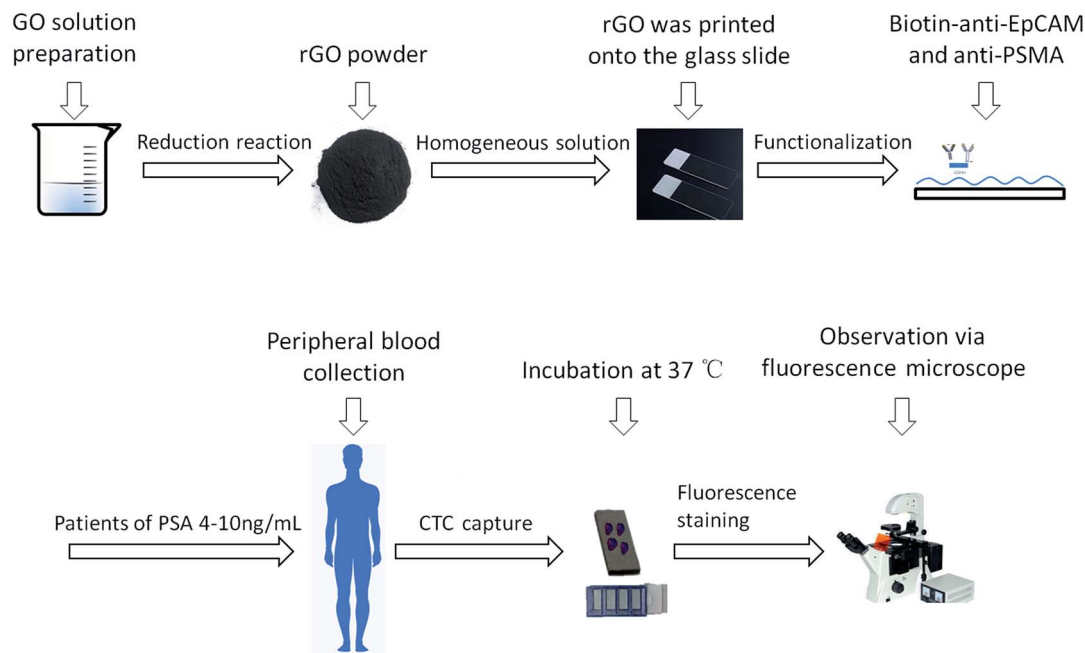 GO solution
preparation
rGO powder
rGO was printed
onto the glass slide
Biotin-anti-EpCAM
and anti-PSMA
Reduction reaction
Homogeneous solution
Functionalization
Peripheral blood
collection
Incubation at 37 ℃
Observation via
fluorescence microscope
Patients of PSA 4-10ng/mL
CTC capture
Fluorescence
staining